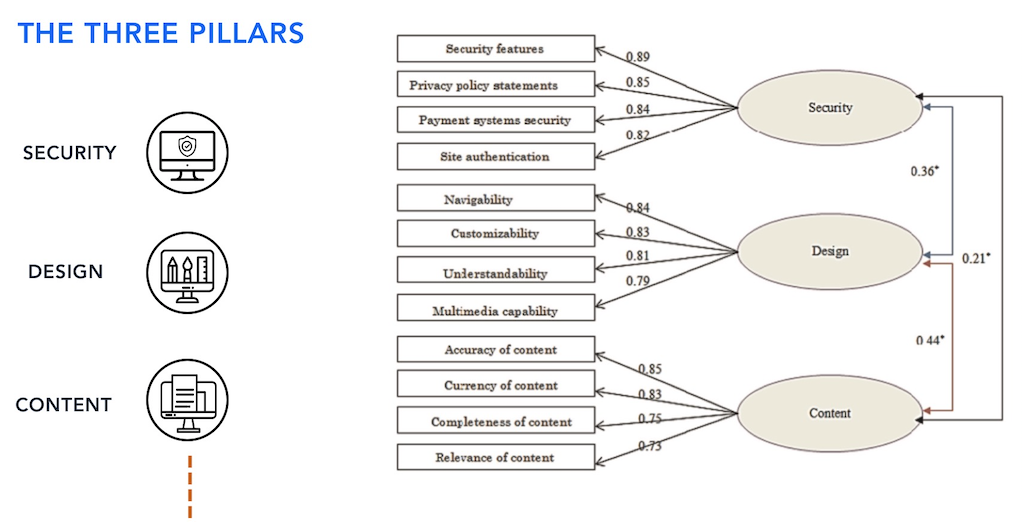 THE THREE PILLARS
SECURITY
DESIGN
CONTENT
Security features
Privacy policy statements
Payment systems security
Site authentication
Navigability
Customizability
Understandability
Multimedia capability
Accuracy of content
Currency of content
Completeness of content
Relevance of content
0.89
0.85
0.84
0.82
0.84
0.83
0.81
0.79
0.85
0.83
0.75
0.73
Security
Design
Content
0.36*
0.21*
0 44*